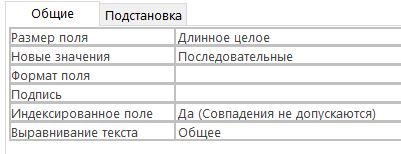 Общие Подстановка
Размер поля Длинное целое
Новые значения Последовательные
Формат поля
Подпись
Индексированное поле Да (Совпадения не допускаются)
Выравнивание текста Общее